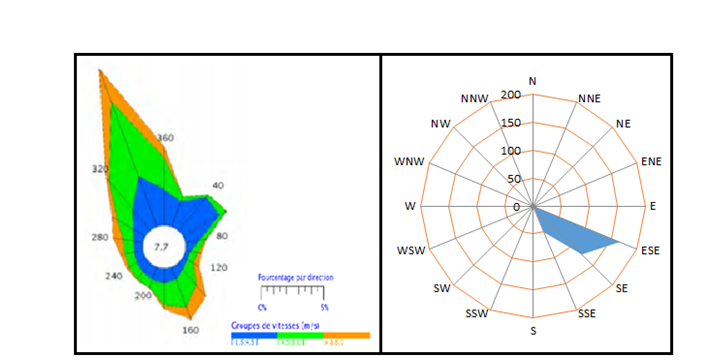 360
320
40
280
7.7
80
240
120
200
160
Pourcentage par direction
0%
5%
Groupes de vitesses (m/s)
N
NNW
200
NNE
NW
150
NE
WNW
100
ENE
50
W
0
E
WSW
ESE
SW
SE
SSW
SSE
S